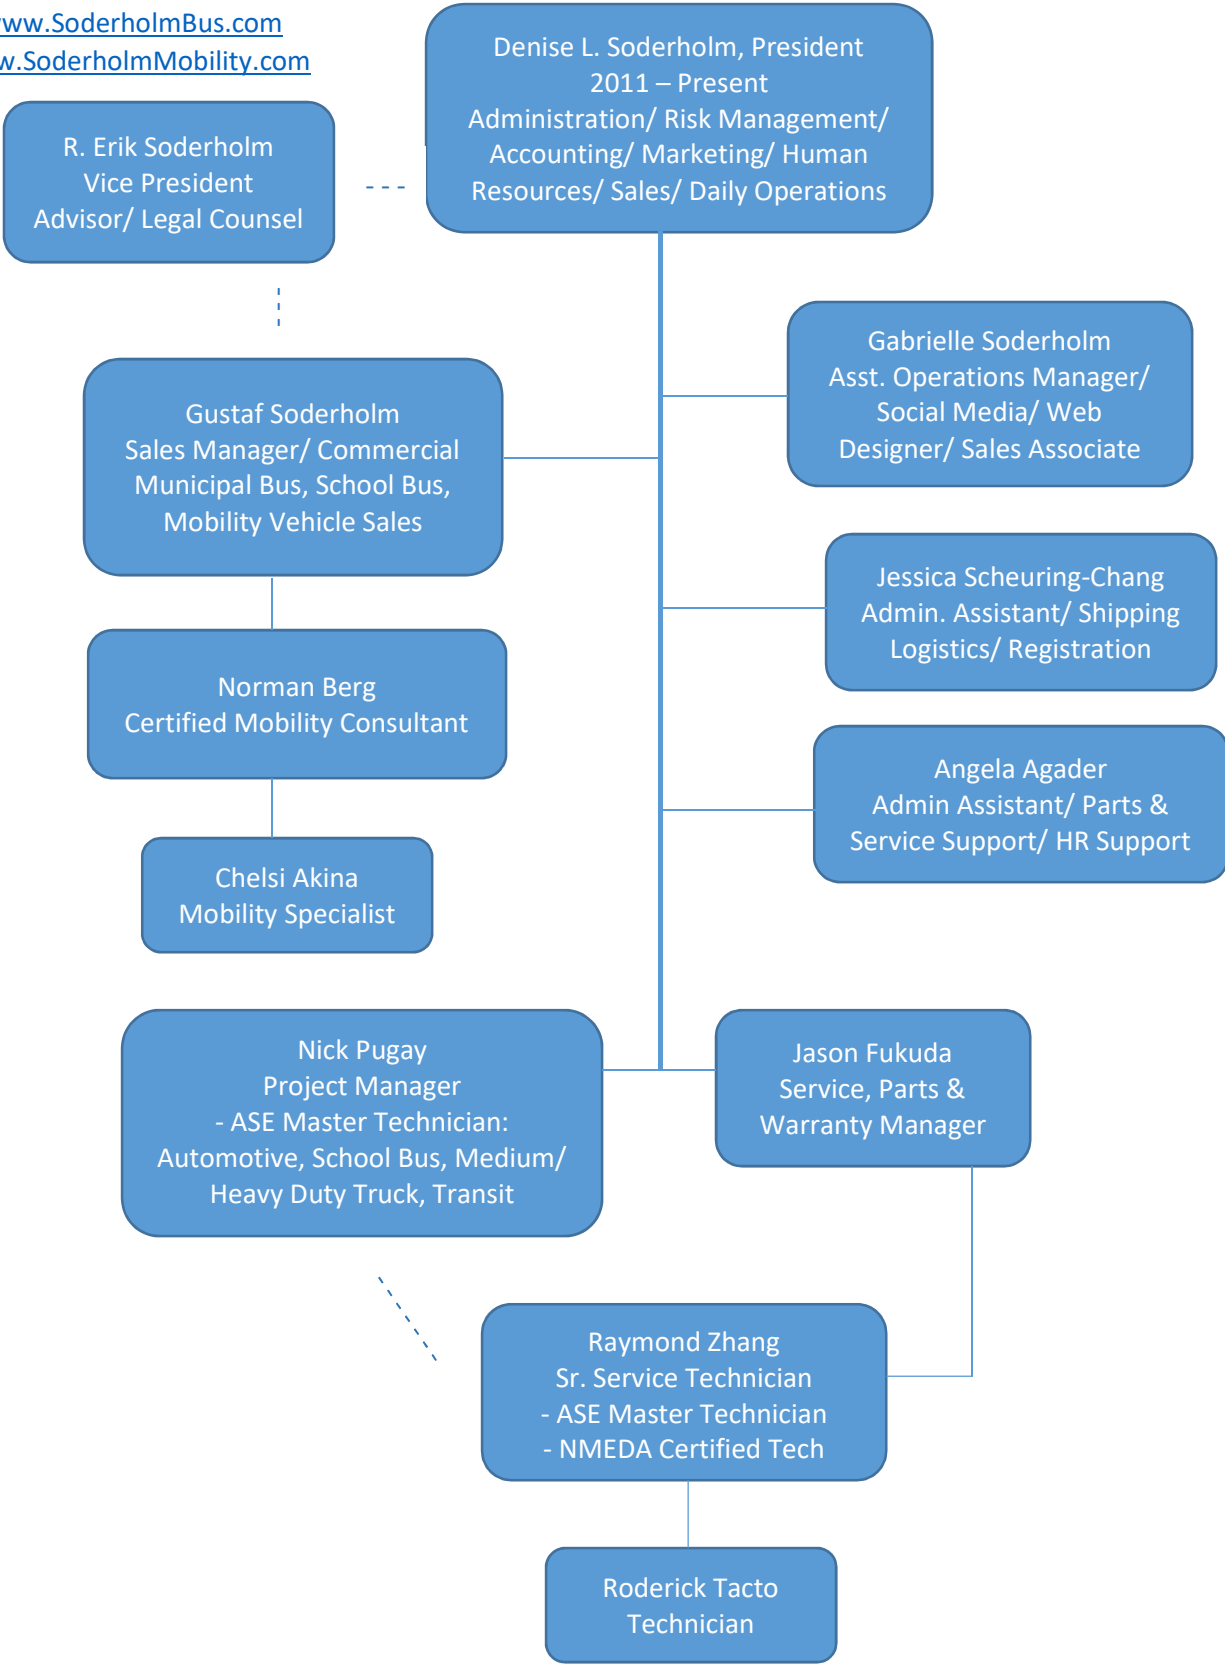 www.SoderholmBus.com
w.SoderholmMobility.com
Denise L. Soderholm, President
2011 – Present
Administration/ Risk Management/
Accounting/ Marketing/ Human
Resources/ Sales/ Daily Operations
R. Erik Soderholm
Vice President
Advisor/ Legal Counsel
Gabrielle Soderholm
Asst. Operations Manager/
Social Media/ Web
Designer/ Sales Associate
Gustaf Soderholm
Sales Manager/ Commercial
Municipal Bus, School Bus,
Mobility Vehicle Sales
Jessica Scheuring-Chang
Admin. Assistant/ Shipping
Logistics/ Registration
Norman Berg
Certified Mobility Consultant
Angela Agader
Admin Assistant/ Parts &
Service Support/ HR Support
Chelsi Akina
Mobility Specialist
Nick Pugay
Project Manager
- ASE Master Technician:
Automotive, School Bus, Medium/
Heavy Duty Truck, Transit
Jason Fukuda
Service, Parts &
Warranty Manager
Raymond Zhang
Sr. Service Technician
- ASE Master Technician
- NMEDA Certified Tech
Roderick Tacto
Technician